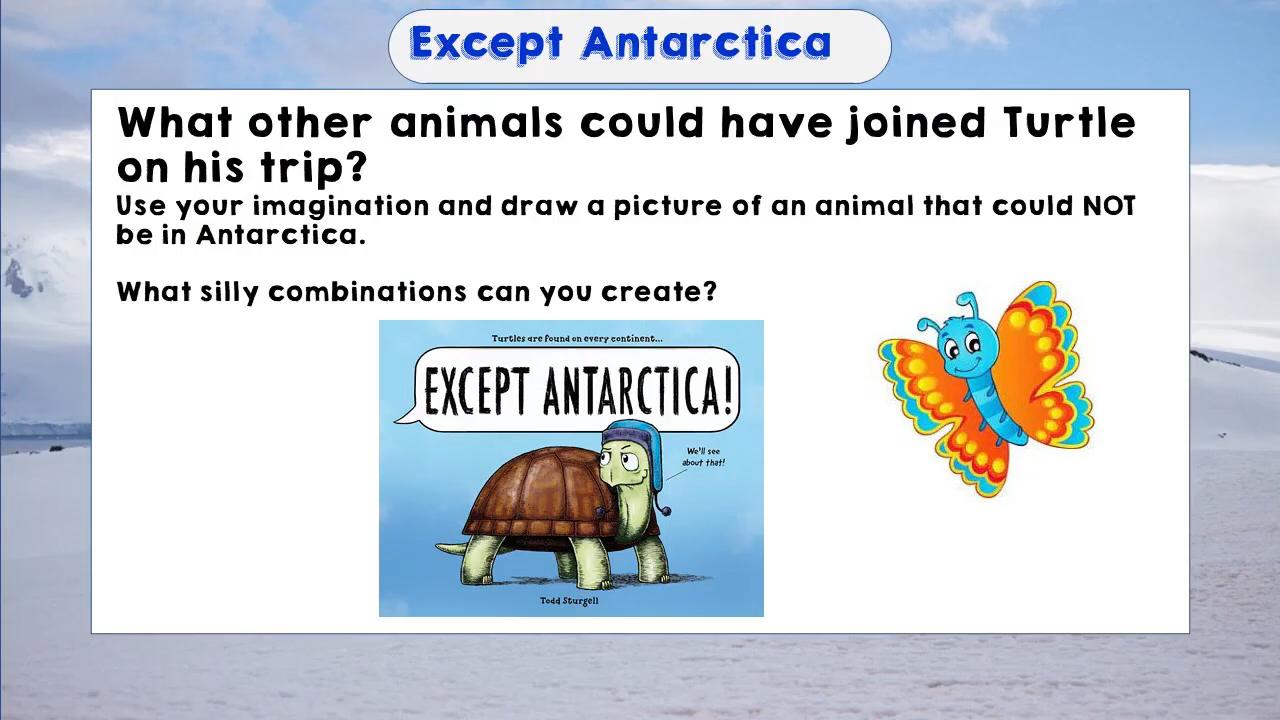 Except Antarctica
What other animals could have joined Turtle
on his trip?
Use your imagination and draw a picture of an animal that could NOT
be in Antarctica.
What silly combinations can you create?
Turtles are found on every continent...
EXCEPT ANTARCTICA!
We'll see
about that!
Todd Sturgell